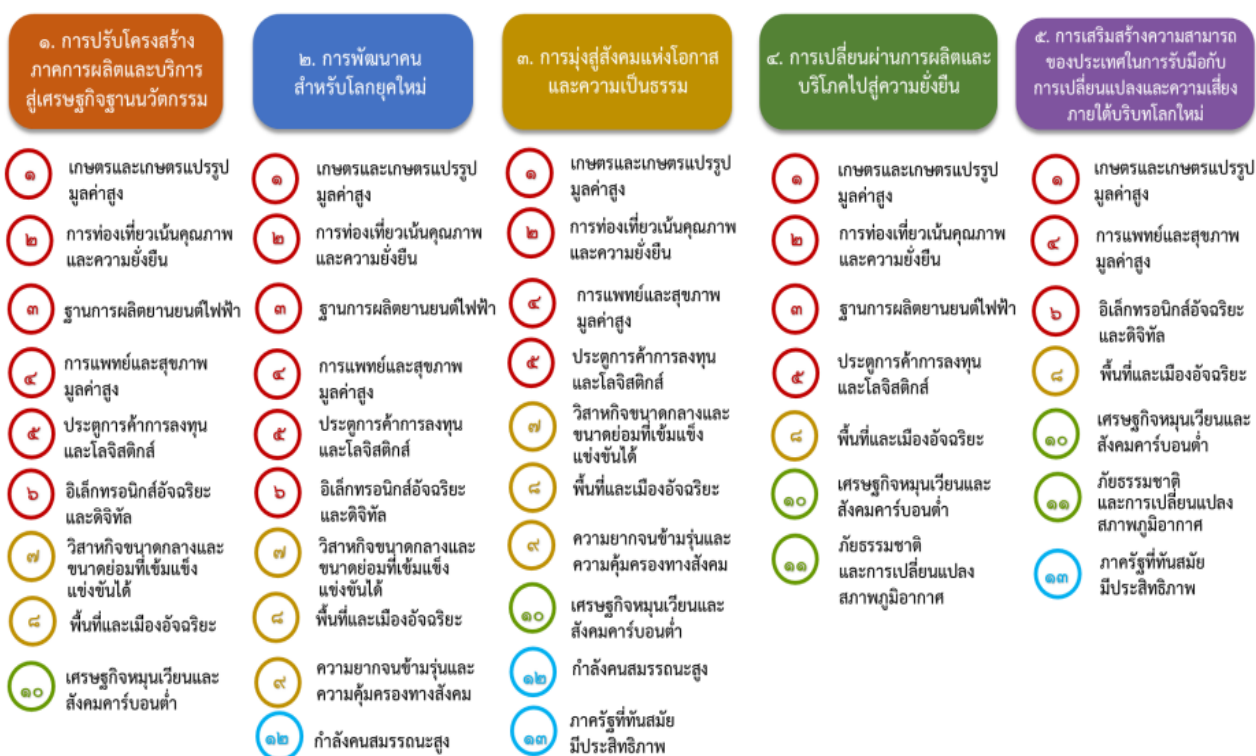 ๑. การปรับโครงสร้าง
ภาคการผลิตและบริการ
สู่เศรษฐกิจฐานนวัตกรรม
๑
เกษตรและเกษตรแปรรูป
มูลค่าสูง
๒
การท่องเที่ยวเน้นคุณภาพ
และความยั่งยืน
๓
ฐานการผลิตยานยนต์ไฟฟ้า
๔
การแพทย์และสุขภาพ
มูลค่าสูง
๕
ประตูการค้าการลงทุน
และโลจิสติกส์
๖
อิเล็กทรอนิกส์อัจฉริยะ
และดิจิทัล
๗
วิสาหกิจขนาดกลางและ
ขนาดย่อมที่เข้มแข็ง
แข่งขันได้
๘
พื้นที่และเมืองอัจฉริยะ
๑๐
เศรษฐกิจหมุนเวียนและ
สังคมคาร์บอนต่ำ
๒. การพัฒนาคน
สำหรับโลกยุคใหม่
๑
เกษตรและเกษตรแปรรูป
มูลค่าสูง
๒
การท่องเที่ยวเน้นคุณภาพ
และความยั่งยืน
๓
ฐานการผลิตยานยนต์ไฟฟ้า
๔
การแพทย์และสุขภาพ
มูลค่าสูง
๕
ประตูการค้าการลงทุน
และโลจิสติกส์
๖
อิเล็กทรอนิกส์อัจฉริยะ
และดิจิทัล
๗
วิสาหกิจขนาดกลางและ
ขนาดย่อมที่เข้มแข็ง
แข่งขันได้
๘
พื้นที่และเมืองอัจฉริยะ
๙
ความยากจนข้ามรุ่นและ
ความคุ้มครองทางสังคม
๑๒
กำลังคนสมรรถนะสูง
๓. การมุ่งสู่สังคมแห่งโอกาส
และความเป็นธรรม
๑
เกษตรและเกษตรแปรรูป
มูลค่าสูง
๒
การท่องเที่ยวเน้นคุณภาพ
และความยั่งยืน
๔
การแพทย์และสุขภาพ
มูลค่าสูง
๕
ประตูการค้าการลงทุน
และโลจิสติกส์
๗
วิสาหกิจขนาดกลางและ
ขนาดย่อมที่เข้มแข็ง
แข่งขันได้
๘
พื้นที่และเมืองอัจฉริยะ
๙
ความยากจนข้ามรุ่นและ
ความคุ้มครองทางสังคม
๑๐
เศรษฐกิจหมุนเวียนและ
สังคมคาร์บอนต่ำ
๑๒
กำลังคนสมรรถนะสูง
๑๓
ภาครัฐที่ทันสมัย
มีประสิทธิภาพ
๔. การเปลี่ยนผ่านการผลิตและ
บริโภคไปสู่ความยั่งยืน
๑
เกษตรและเกษตรแปรรูป
มูลค่าสูง
๒
การท่องเที่ยวเน้นคุณภาพ
และความยั่งยืน
๓
ฐานการผลิตยานยนต์ไฟฟ้า
๕
ประตูการค้าการลงทุน
และโลจิสติกส์
๘
พื้นที่และเมืองอัจฉริยะ
๑๐
เศรษฐกิจหมุนเวียนและ
สังคมคาร์บอนต่ำ
๑๑
ภัยธรรมชาติ
และการเปลี่ยนแปลง
สภาพภูมิอากาศ
๕. การเสริมสร้างความสามารถ
ของประเทศในการรับมือกับ
การเปลี่ยนแปลงและความเสี่ยง
ภายใต้บริบทโลกใหม่
๑
เกษตรและเกษตรแปรรูป
มูลค่าสูง
๔
การแพทย์และสุขภาพ
มูลค่าสูง
๖
อิเล็กทรอนิกส์อัจฉริยะ
และดิจิทัล
๘
พื้นที่และเมืองอัจฉริยะ
๑๐
เศรษฐกิจหมุนเวียนและ
สังคมคาร์บอนต่ำ
๑๑
ภัยธรรมชาติ
และการเปลี่ยนแปลง
สภาพภูมิอากาศ
๑๓
ภาครัฐที่ทันสมัย
มีประสิทธิภาพ